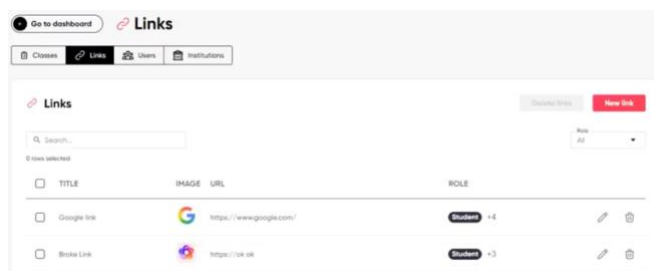 Go to dashboard
Links
Classes
Links
Users
Institutions
Links
Delete links
New link
Search...
Role
All
0 rows selected
TITLE IMAGE URL ROLE
Google link https://www.google.com/ Student +4
Broke Link https://ok ok Student +3